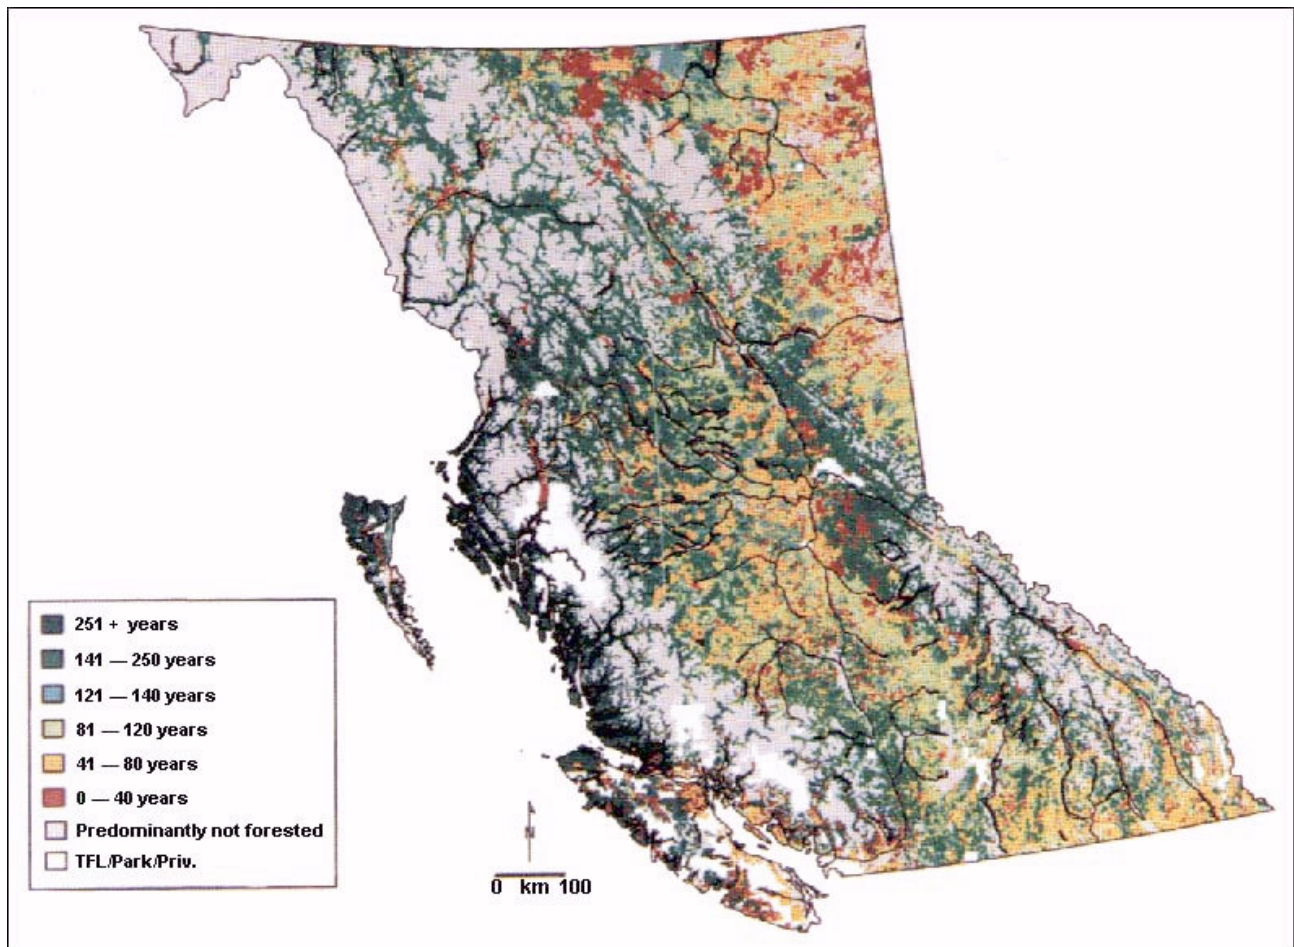 251 + years
141 — 250 years
121 — 140 years
81 — 120 years
41 — 80 years
0 — 40 years
Predominantly not forested
TFL/Park/Priv.
N
0 km 100